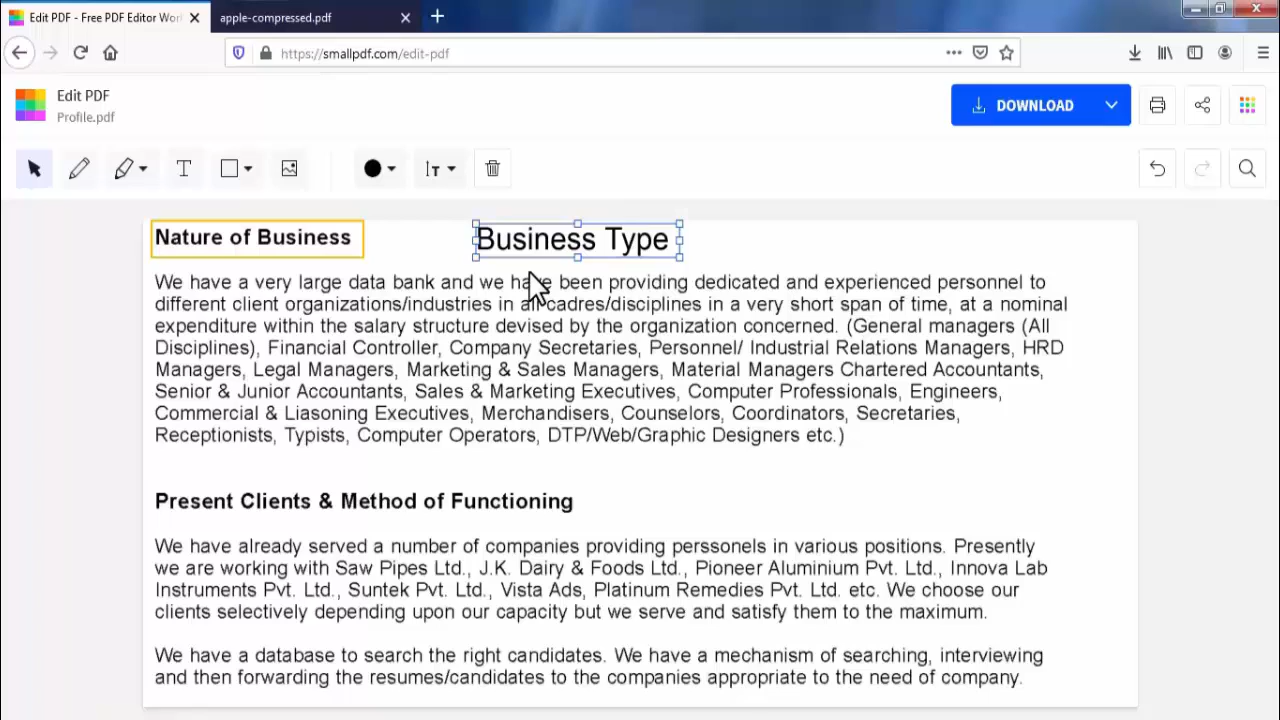 Edit PDF - Free PDF Editor Wor
apple-compressed.pdf
https://smallpdf.com/edit-pdf
Edit PDF
Profile.pdf
DOWNLOAD
Nature of Business
Business Type
We have a very large data bank and we have been providing dedicated and experienced personnel to
different client organizations/industries in all cadres/disciplines in a very short span of time, at a nominal
expenditure within the salary structure devised by the organization concerned. (General managers (All
Disciplines), Financial Controller, Company Secretaries, Personnel/ Industrial Relations Managers, HRD
Managers, Legal Managers, Marketing & Sales Managers, Material Managers Chartered Accountants,
Senior & Junior Accountants, Sales & Marketing Executives, Computer Professionals, Engineers,
Commercial & Liasoning Executives, Merchandisers, Counselors, Coordinators, Secretaries,
Receptionists, Typists, Computer Operators, DTP/Web/Graphic Designers etc.)
Present Clients & Method of Functioning
We have already served a number of companies providing perssonels in various positions. Presently
we are working with Saw Pipes Ltd., J.K. Dairy & Foods Ltd., Pioneer Aluminium Pvt. Ltd., Innova Lab
Instruments Pvt. Ltd., Suntek Pvt. Ltd., Vista Ads, Platinum Remedies Pvt. Ltd. etc. We choose our
clients selectively depending upon our capacity but we serve and satisfy them to the maximum.
We have a database to search the right candidates. We have a mechanism of searching, interviewing
and then forwarding the resumes/candidates to the companies appropriate to the need of company.